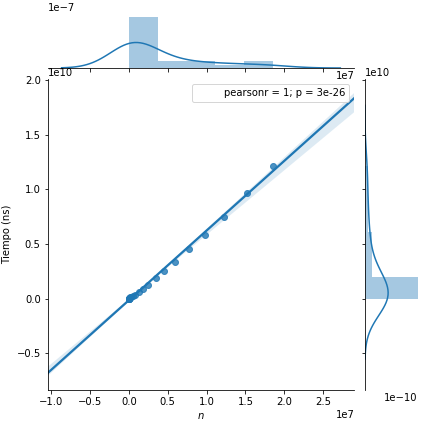 1e−7
1e10
1e7
1e10
pearsonr = 1; p = 3e-26
2.0
1.5
1.0
0.5
0.0
−0.5
Tiempo (ns)
−1.0 −0.5 0.0 0.5 1.0 1.5 2.0 2.5
n
1e7
1e−10